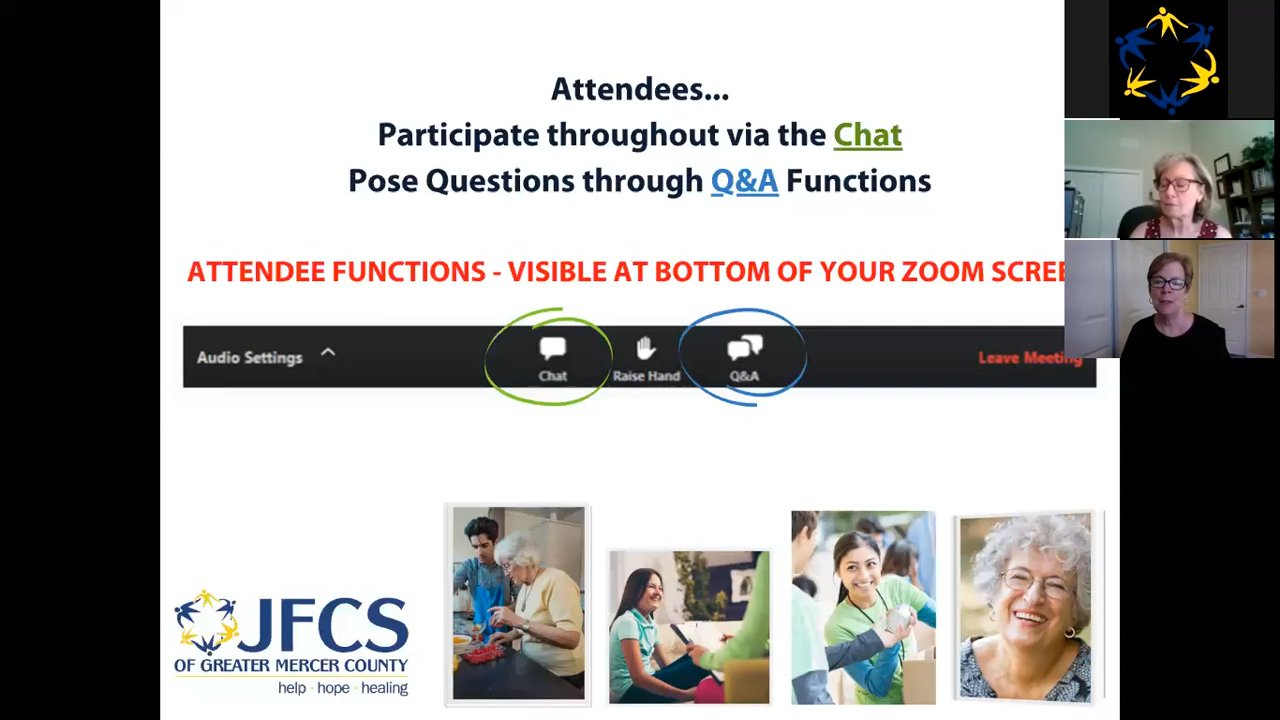 Attendees...
Participate throughout via the Chat
Pose Questions through Q&A Functions
ATTENDEE FUNCTIONS - VISIBLE AT BOTTOM OF YOUR ZOOM SCREE
Audio Settings Chat Raise Hand Q&A Leave Meeting
JFCS
OF GREATER MERCER COUNTY
help · hope · healing